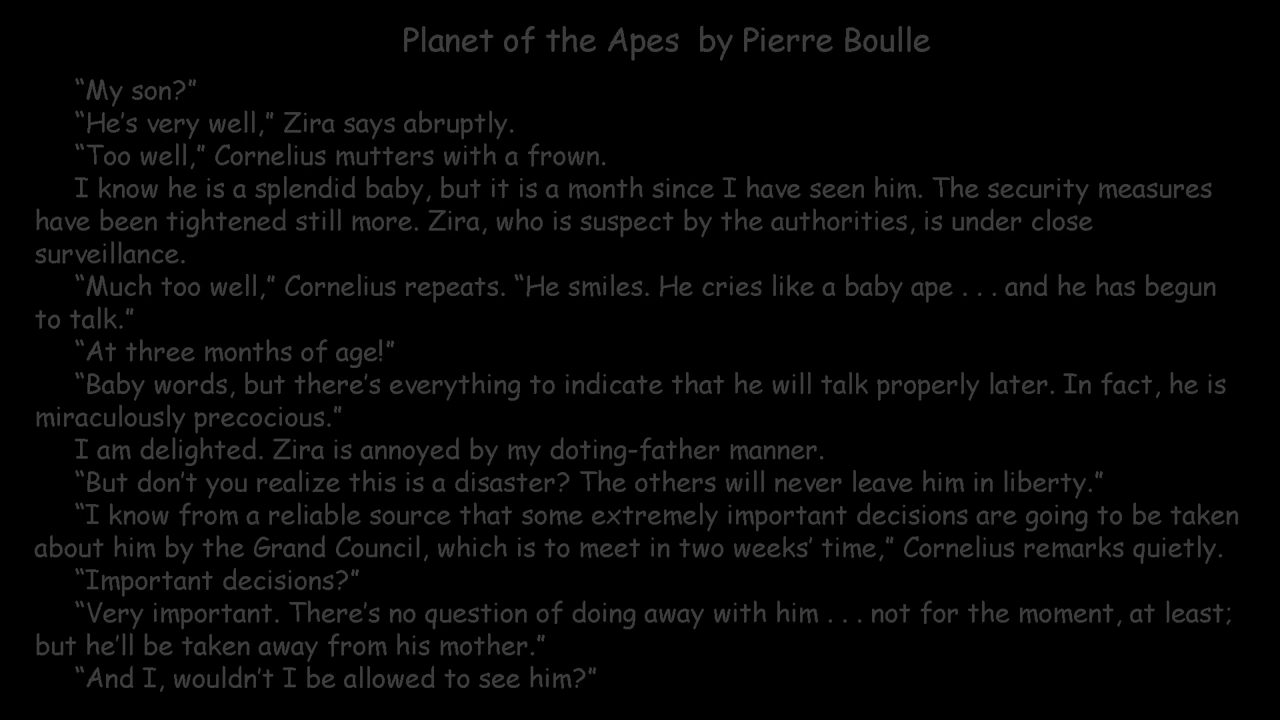 Planet of the Apes  by Pierre Boulle
“My son?”
“He’s very well,” Zira says abruptly.
“Too well,” Cornelius mutters with a frown.
I know he is a splendid baby, but it is a month since I have seen him. The security measures
have been tightened still more. Zira, who is suspect by the authorities, is under close
surveillance.
“Much too well,” Cornelius repeats. “He smiles. He cries like a baby ape . . . and he has begun
to talk.”
“At three months of age!”
“Baby words, but there’s everything to indicate that he will talk properly later. In fact, he is
miraculously precocious.”
I am delighted. Zira is annoyed by my doting-father manner.
“But don’t you realize this is a disaster? The others will never leave him in liberty.”
“I know from a reliable source that some extremely important decisions are going to be taken
about him by the Grand Council, which is to meet in two weeks’ time,” Cornelius remarks quietly.
“Important decisions?”
“Very important. There’s no question of doing away with him . . . not for the moment, at least;
but he’ll be taken away from his mother.”
“And I, wouldn’t I be allowed to see him?”